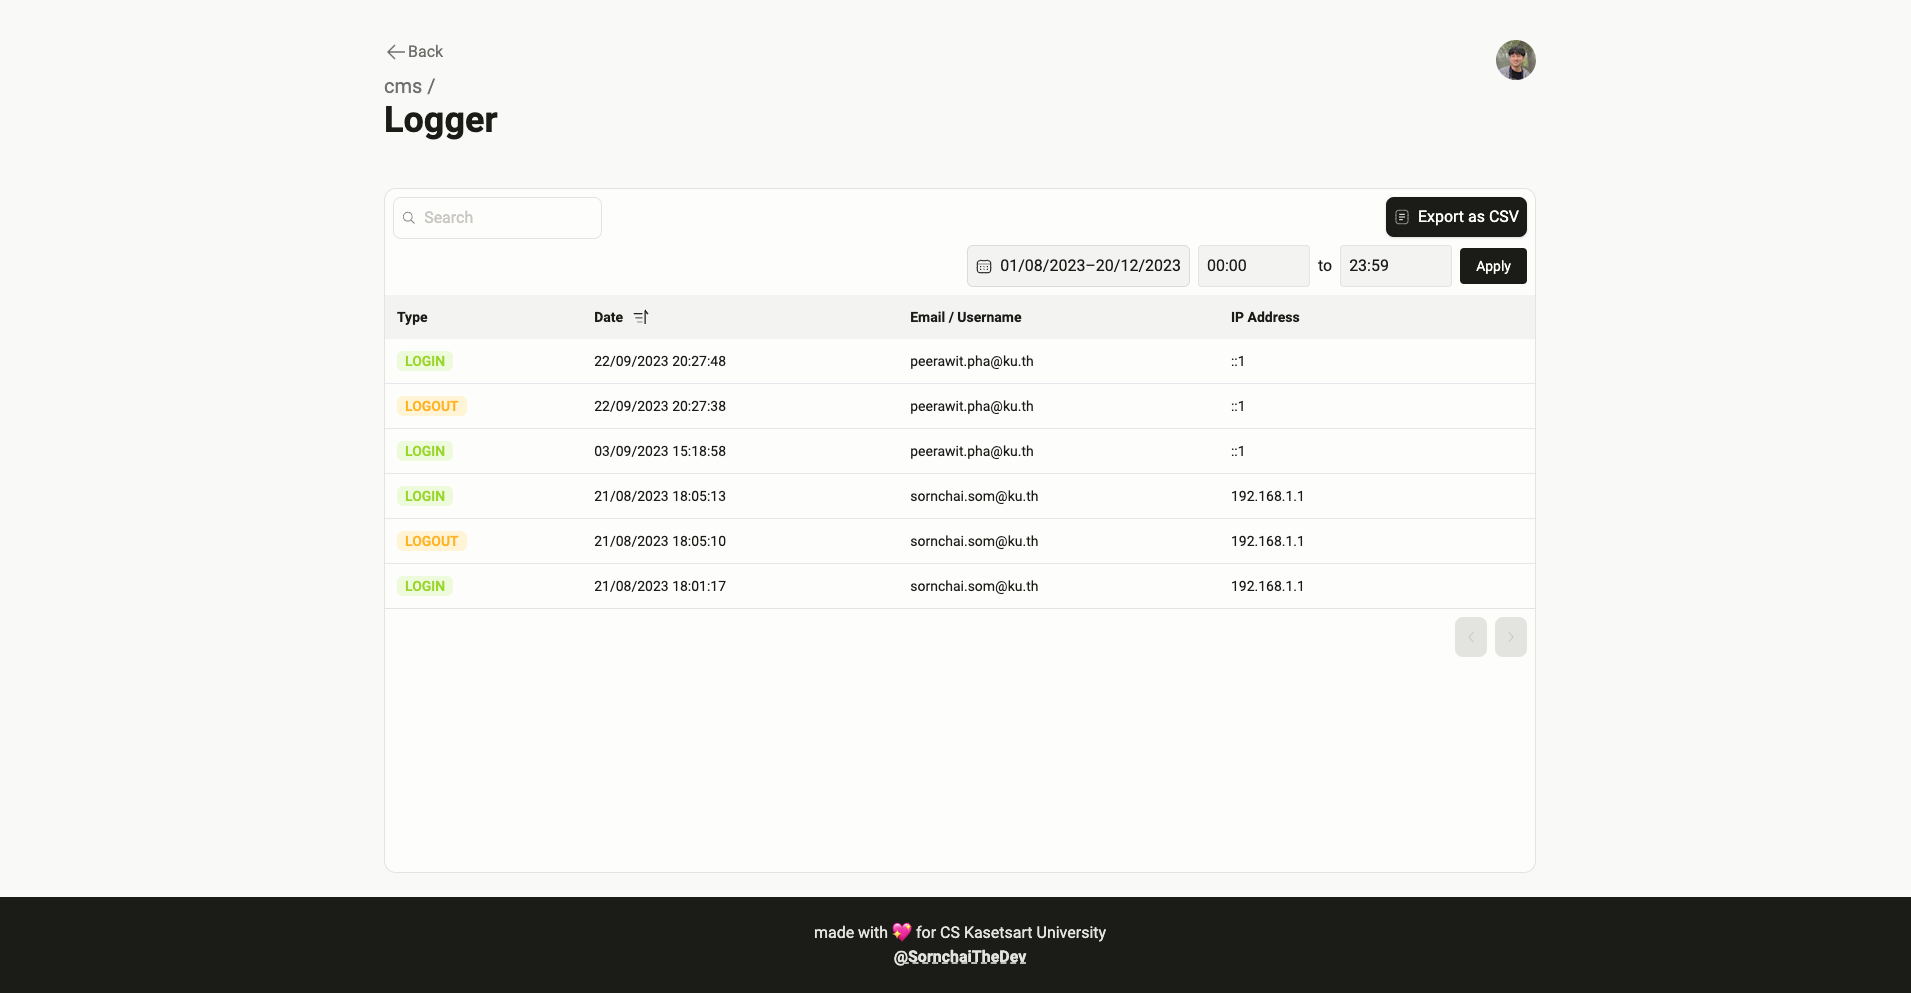 Back
cms /
Logger
Search
Export as CSV
01/08/2023–20/12/2023 00:00 to 23:59 Apply
Type Date Email / Username IP Address
LOGIN 22/09/2023 20:27:48 peerawit.pha@ku.th ::1
LOGOUT 22/09/2023 20:27:38 peerawit.pha@ku.th ::1
LOGIN 03/09/2023 15:18:58 peerawit.pha@ku.th ::1
LOGIN 21/08/2023 18:05:13 sornchai.som@ku.th 192.168.1.1
LOGOUT 21/08/2023 18:05:10 sornchai.som@ku.th 192.168.1.1
LOGIN 21/08/2023 18:01:17 sornchai.som@ku.th 192.168.1.1
made with 💖 for CS Kasetsart University
@SornchaiTheDev